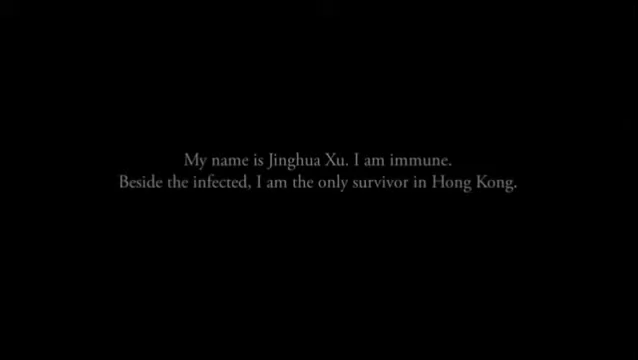 My name is Jinghua Xu. I am immune.
Beside the infected, I am the only survivor in Hong Kong.